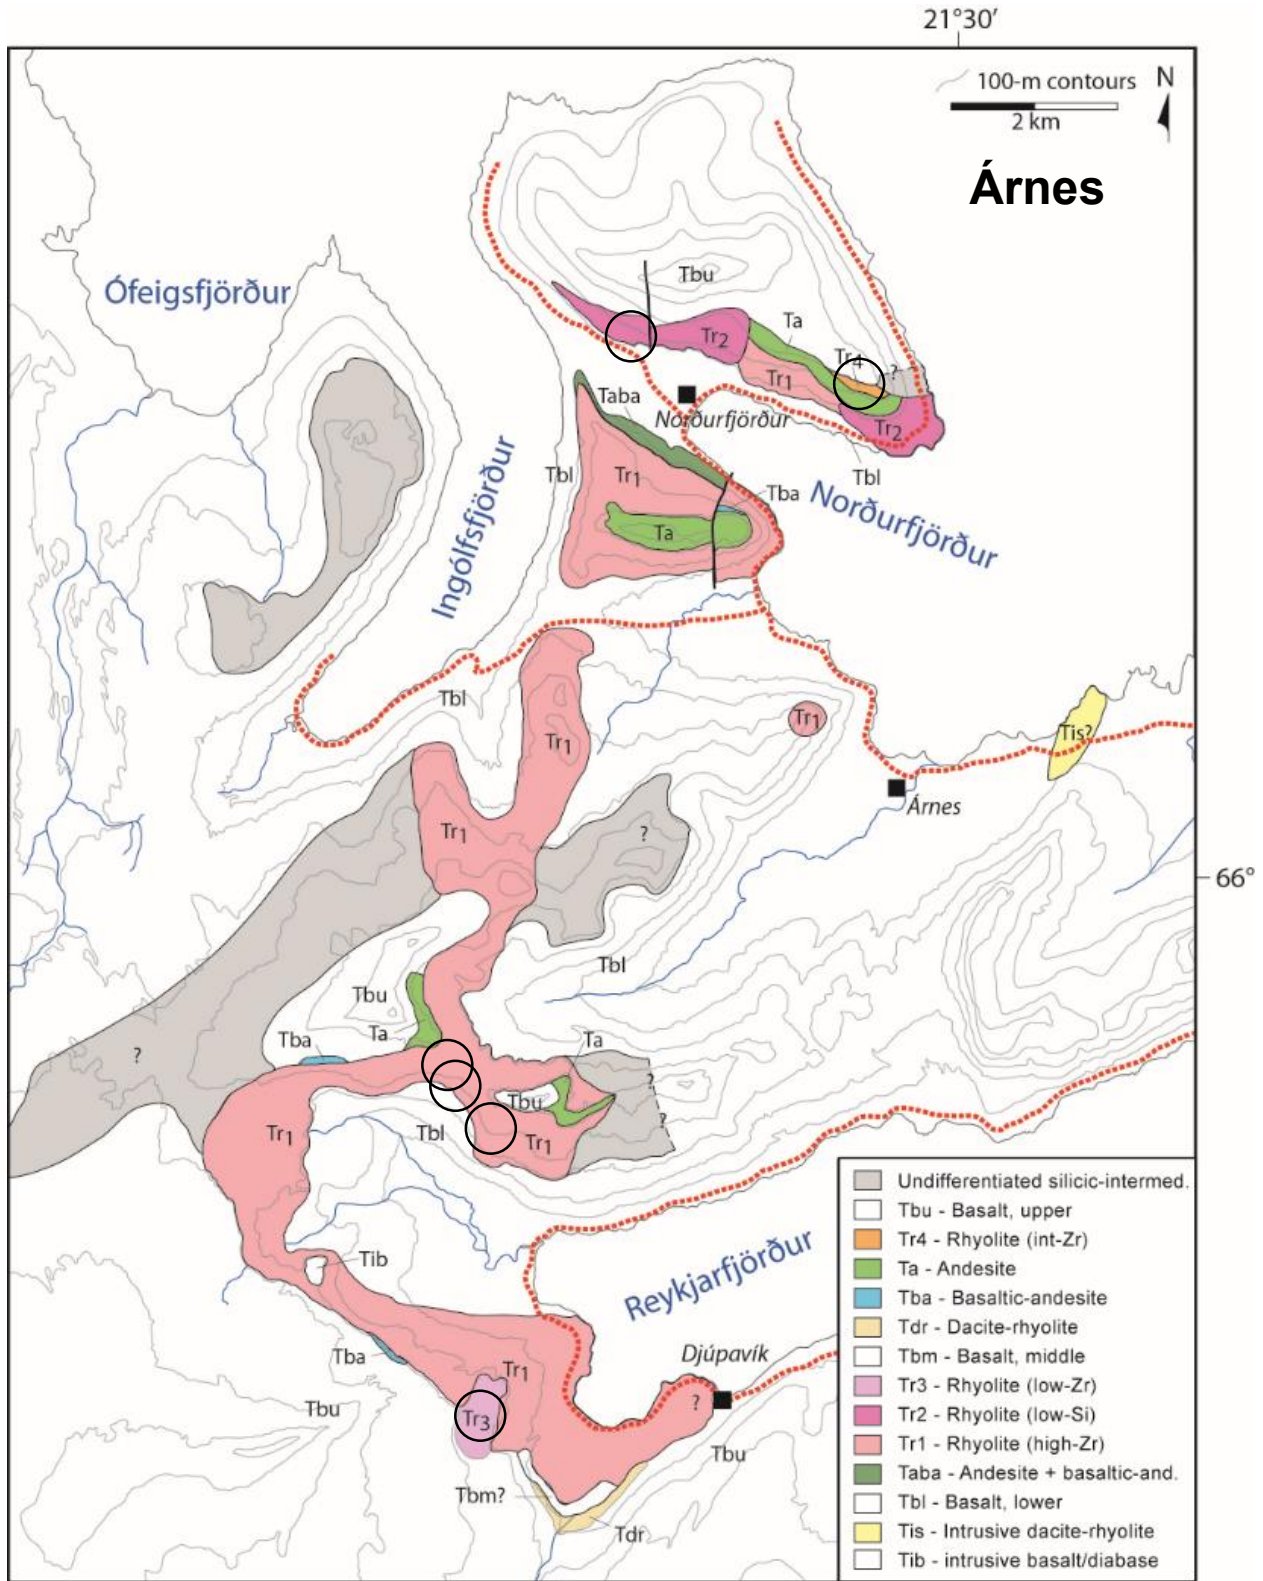 21°30′
100-m contours
N
2 km
Árnes
Tbu
Ófeigsfjörður
Ta
Tr2
Tr4
?
Tr1
Taba
Norðurfjörður
Tr2
Tbl
Tbl
Tr1
Tba
Norðurfjörður
Ta
Ingólfsfjörður
Tbl
Tr1
Tr1
Tis?
Árnes
Tr1
?
66°
Tbl
Tbu
Ta
Tba
Ta
?
?
Tbu
?
Tr1
Tbl
Tr1
Undifferentiated silicic-intermed.
Tbu - Basalt, upper
Tr4 - Rhyolite (int-Zr)
Ta - Andesite
Tba - Basaltic-andesite
Tdr - Dacite-rhyolite
Tbm - Basalt, middle
Tr3 - Rhyolite (low-Zr)
Tr2 - Rhyolite (low-Si)
Tr1 - Rhyolite (high-Zr)
Taba - Andesite + basaltic-and.
Tbl - Basalt, lower
Tis - Intrusive dacite-rhyolite
Tib - intrusive basalt/diabase
Tib
Reykjarfjörður
Tba
Djúpavík
Tr1
Tbu
?
Tr3
Tbu
Tbm?
Tdr